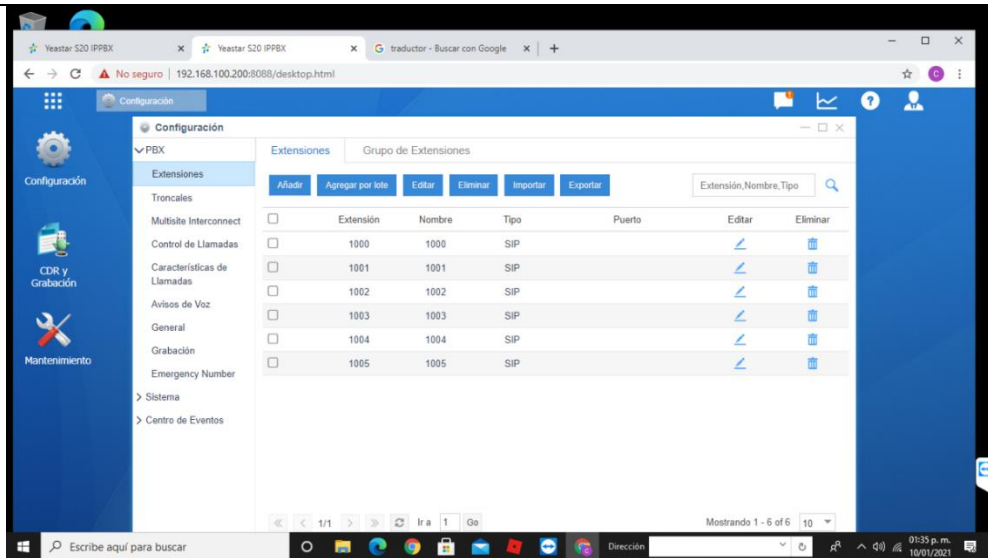 Yeastar S20 IPPBX
Yeastar S20 IPPBX
traductor - Buscar con Google
No seguro | 192.168.100.200:8088/desktop.html
C
Configuración
Configuración
CDR y
Grabación
Mantenimiento
Configuración
PBX
Extensiones
Troncales
Multisite Interconnect
Control de Llamadas
Características de
Llamadas
Avisos de Voz
General
Grabación
Emergency Number
Sistema
Centro de Eventos
Extensiones Grupo de Extensiones
Añadir Agregar por lote Editar Eliminar Importar Exportar Extensión,Nombre,Tipo
Extensión Nombre Tipo Puerto Editar Eliminar
1000 1000 SIP
1001 1001 SIP
1002 1002 SIP
1003 1003 SIP
1004 1004 SIP
1005 1005 SIP
1/1 Ir a 1 Go Mostrando 1 - 6 of 6 10
Escribe aquí para buscar
Dirección
01:35 p. m.
10/01/2021